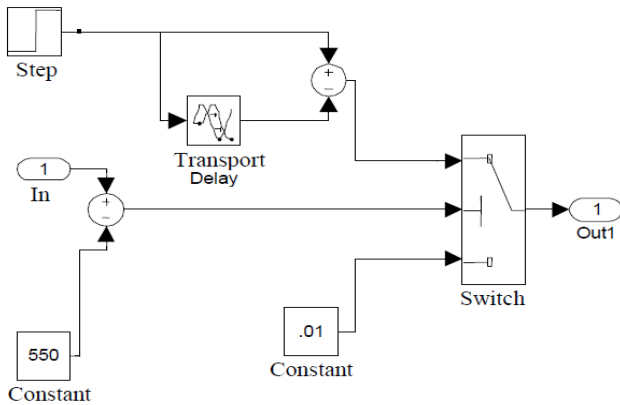 Step
+
−
Transport
Delay
1
In
+
−
1
Out1
Switch
550
Constant
.01
Constant